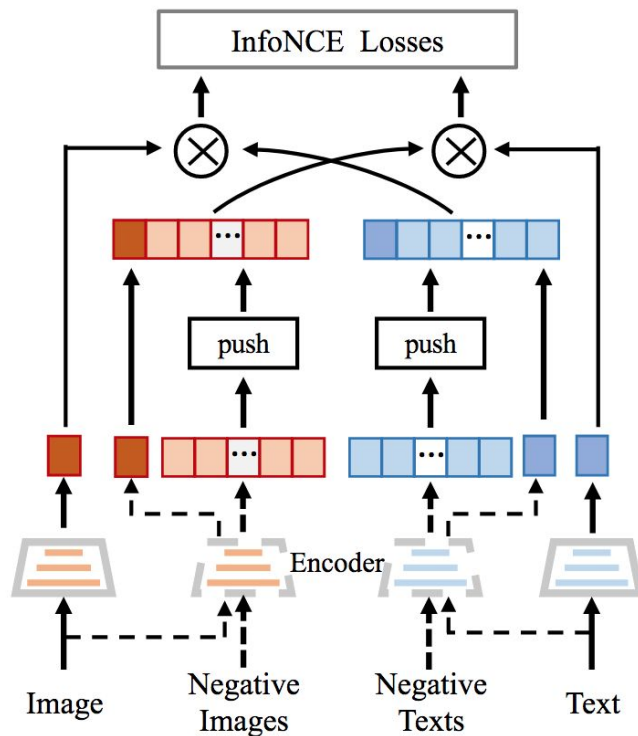 InfoNCE Losses
...
...
push
push
...
...
Encoder
Image
Negative
Images
Negative
Texts
Text